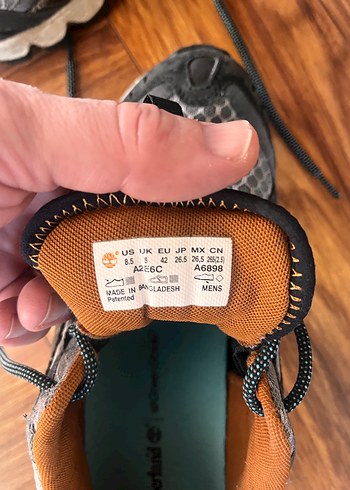 US UK EU JP MX CN
8.5 8 42 26.5 26.5 265(2.5)
A2E6C A6898
MADE IN BANGLADESH MENS
Patented